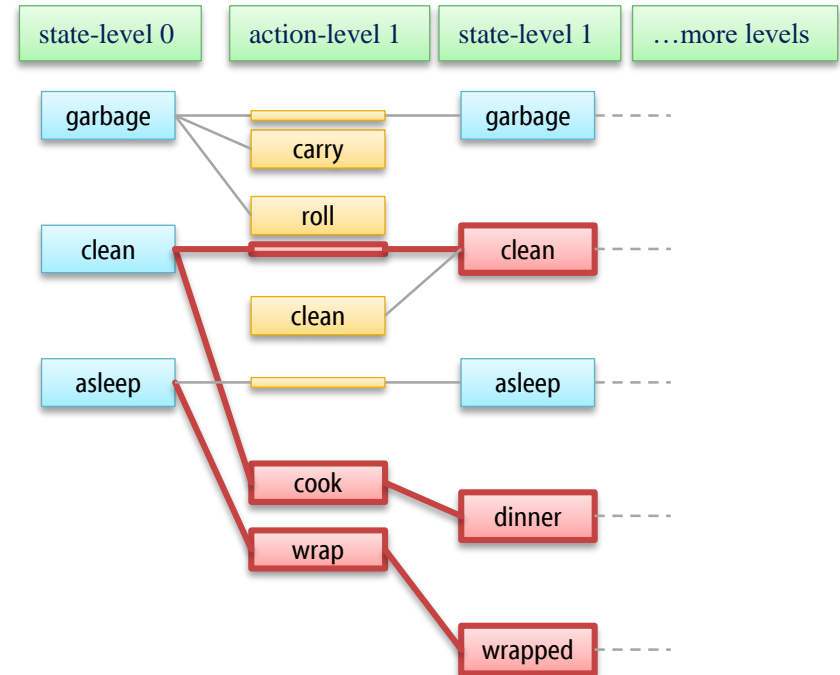 state-level 0
action-level 1
state-level 1
…more levels
garbage
garbage
carry
roll
clean
clean
clean
asleep
asleep
cook
dinner
wrap
wrapped